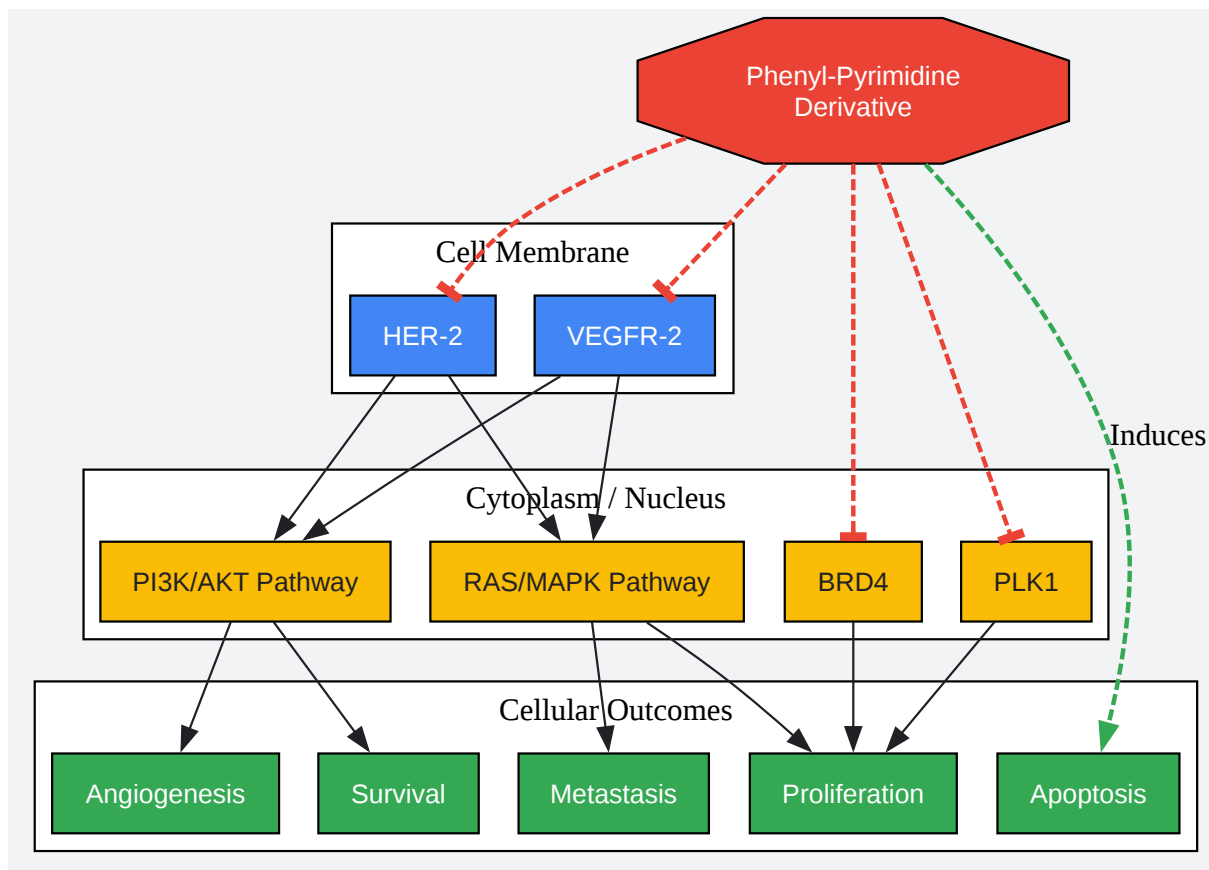 Phenyl-Pyrimidine
Derivative
Cell Membrane
HER-2
VEGFR-2
Induces
Cytoplasm / Nucleus
PI3K/AKT Pathway
RAS/MAPK Pathway
BRD4
PLK1
Cellular Outcomes
Angiogenesis
Survival
Metastasis
Proliferation
Apoptosis